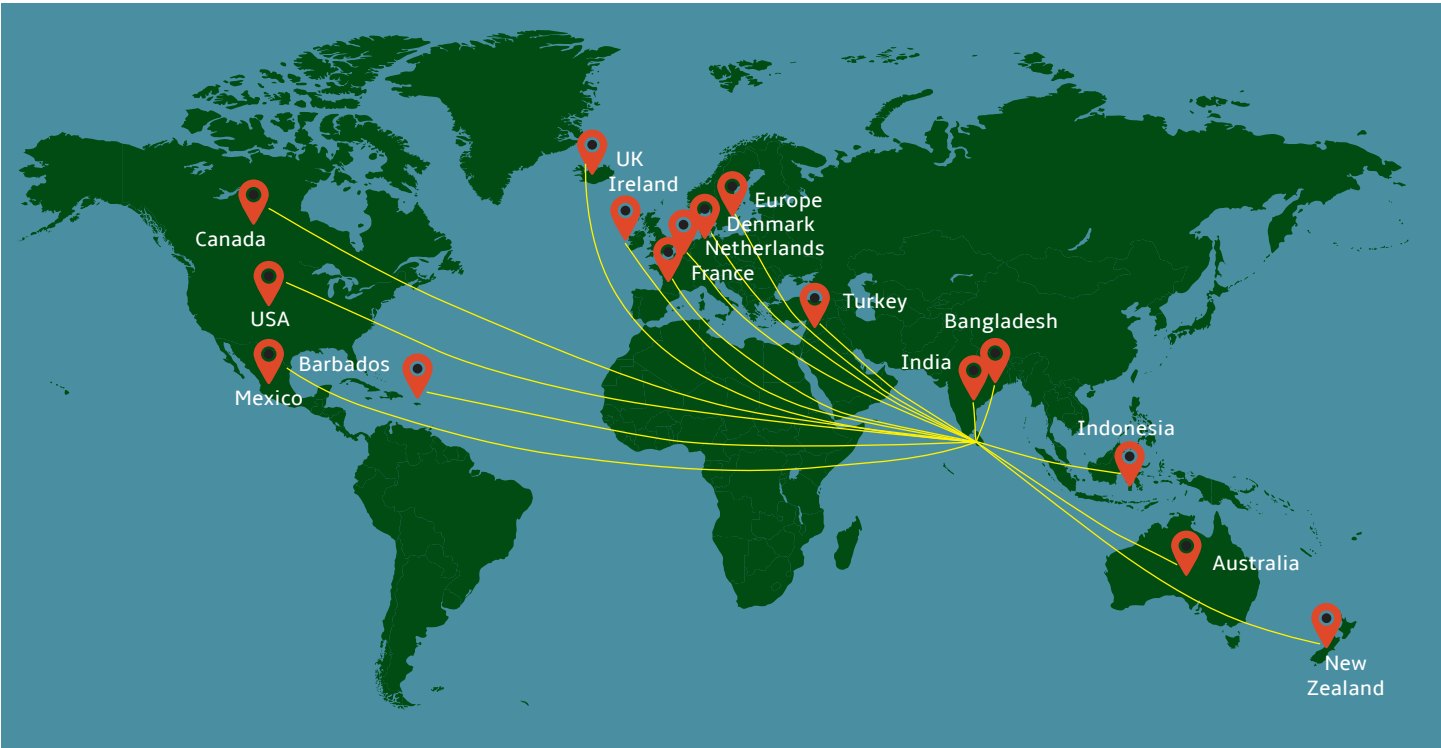 UK
Ireland
Europe
Denmark
Netherlands
France
Canada
USA
Mexico
Barbados
Turkey
Bangladesh
India
Indonesia
Australia
New
Zealand